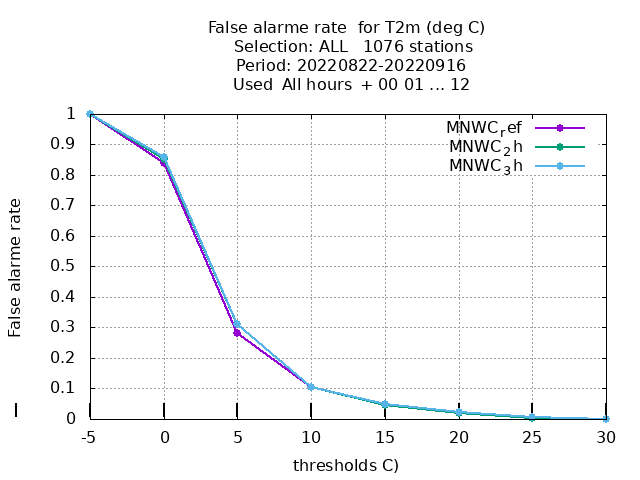 False alarme rate  for T2m (deg C)
Selection: ALL   1076 stations
Period: 20220822-20220916
Used  All hours  + 00 01 ... 12
MNWC_ref
MNWC_2h
MNWC_3h
1
0.9
0.8
0.7
0.6
0.5
0.4
0.3
0.2
0.1
0
False alarme rate
-5 0 5 10 15 20 25 30
thresholds C)